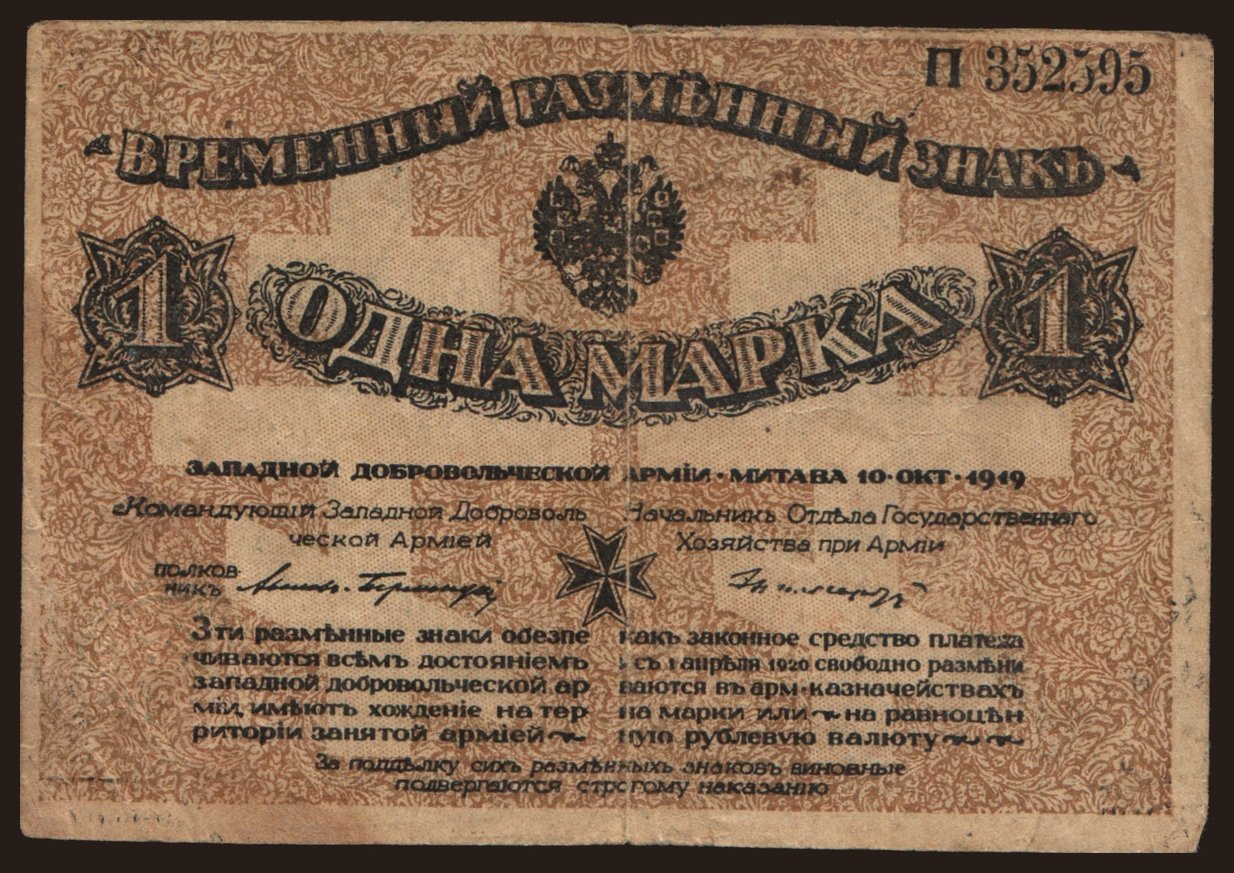 П 352595
ВРЕМЕННЫЙ РАЗМѢННЫЙ ЗНАКЪ
1 1
ОДНА МАРКА
ЗАПАДНОЙ ДОБРОВОЛЬЧЕСКОЙ АРМІИ · МИТАВА 10 · ОКТ · 1919
Командующій Западной Доброволь
ческой Арміей
Начальникъ Отдѣла Государственнаго
Хозяйства при Арміи
ПОЛКОВ
НИКЪ
Эти размѣнные знаки обезпе
чиваются всѣмъ достояніемъ
западной добровольческой ар
міи, имѣютъ хожденіе на тер
риторіи занятой арміей
какъ законное средство платежа
и съ 1 апрѣля 1920 свободно размѣни
ваются въ арм·казначействахъ
на марки или на равноцѣн
ную рублевую валюту
За поддѣлку сихъ размѣнныхъ знаковъ виновные
подвергаются строгому наказанію